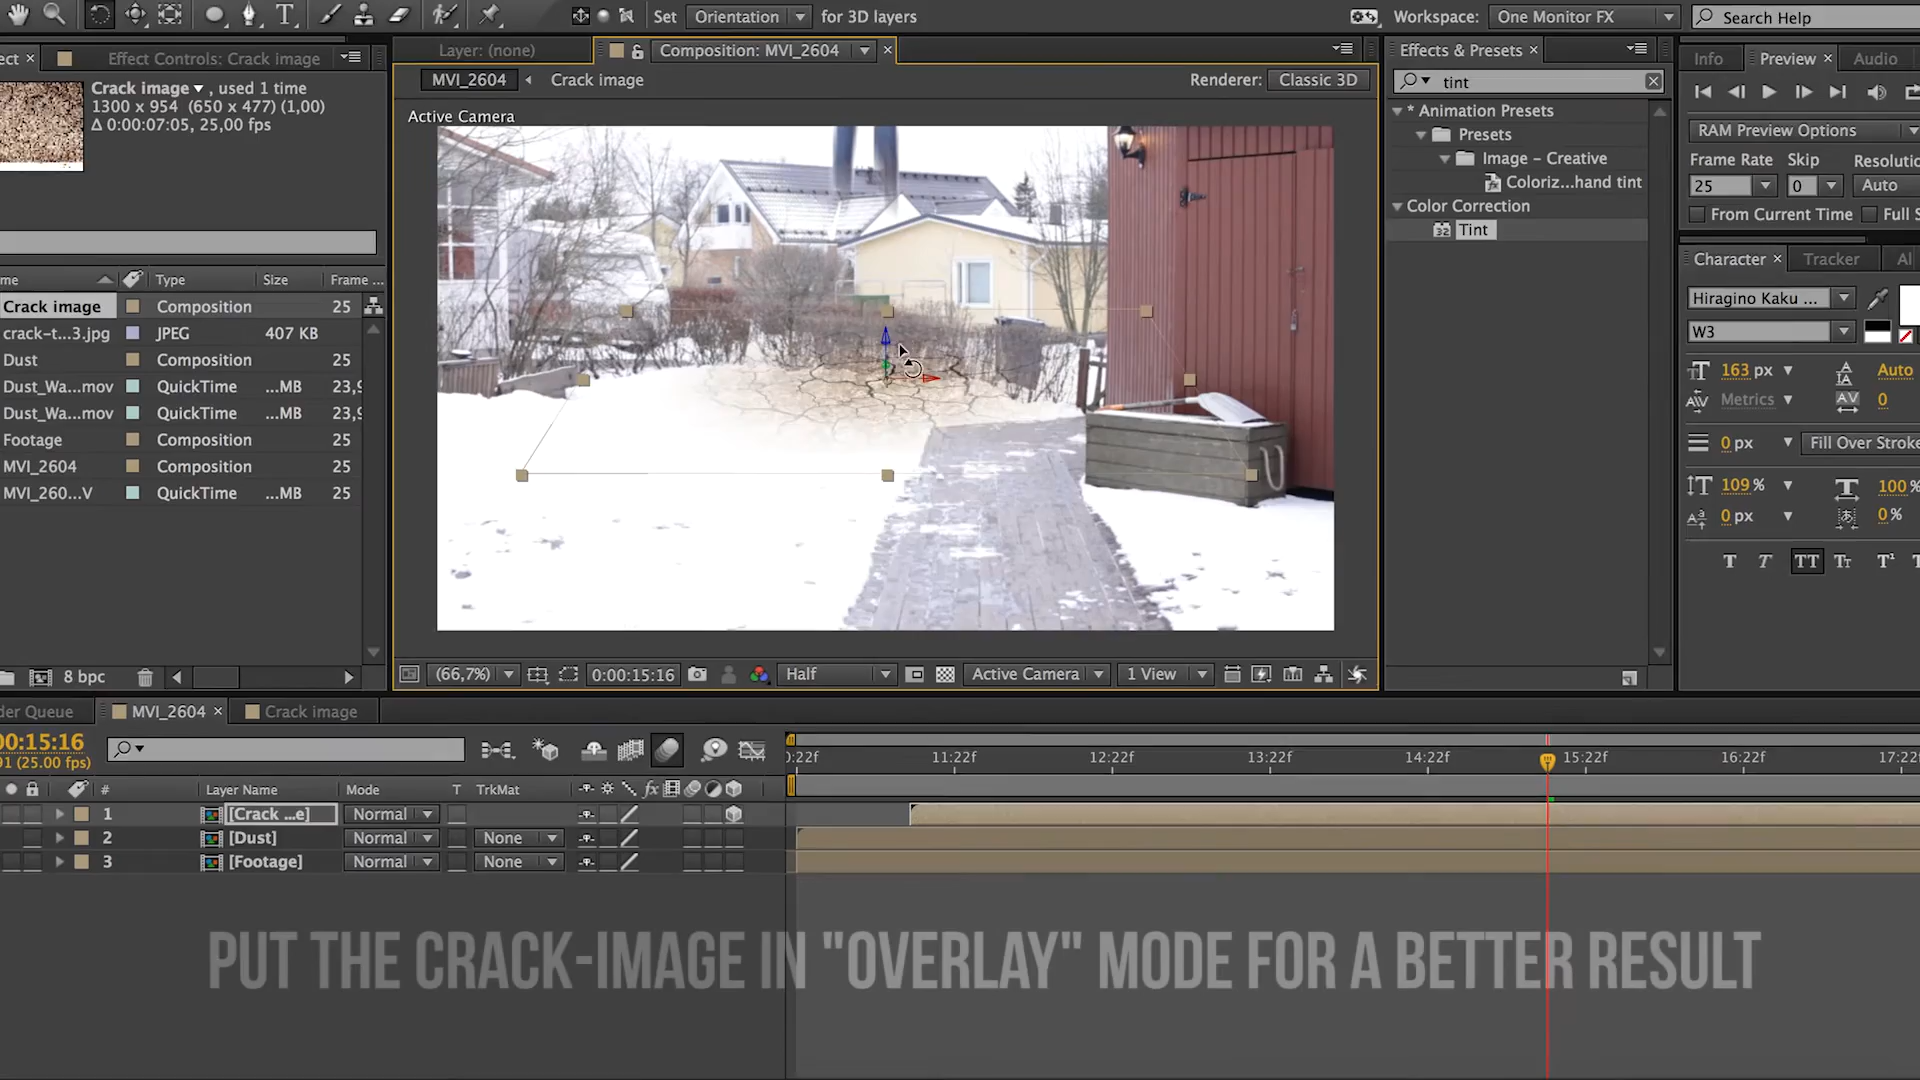 Set Orientation for 3D layers
Workspace: One Monitor FX
Search Help
Effect Controls: Crack image
Layer: (none)
Composition: MVI_2604
Effects & Presets
Info
Preview
Audio
Crack image , used 1 time
1300 x 954 (650 x 477) (1,00)
Δ 0:00:07:05, 25,00 fps
MVI_2604 Crack image
Renderer: Classic 3D
Active Camera
tint
* Animation Presets
Presets
Image – Creative
Coloriz...hand tint
Color Correction
Tint
RAM Preview Options
Frame Rate Skip
25 0 Auto
From Current Time
Character
Tracker
Hiragino Kaku ...
W3
163 px Auto
Metrics 0
0 px Fill Over Stroke
109 % 100 %
0 px 0 %
Type Size Frame ...
Crack image Composition 25
crack-t...3.jpg JPEG 407 KB
Dust Composition 25
Dust_Wa...mov QuickTime ...MB 23,9
Dust_Wa...mov QuickTime ...MB 23,9
Footage Composition 25
MVI_2604 Composition 25
MVI_260...V QuickTime ...MB 25
8 bpc
(66,7%) 0:00:15:16 Half Active Camera 1 View
MVI_2604 Crack image
00:15:16
(25.00 fps)
11:22f 12:22f 13:22f 14:22f 15:22f 16:22f
# Layer Name Mode T TrkMat
1 [Crack ...e] Normal
2 [Dust] Normal None
3 [Footage] Normal None
PUT THE CRACK-IMAGE IN "OVERLAY" MODE FOR A BETTER RESULT